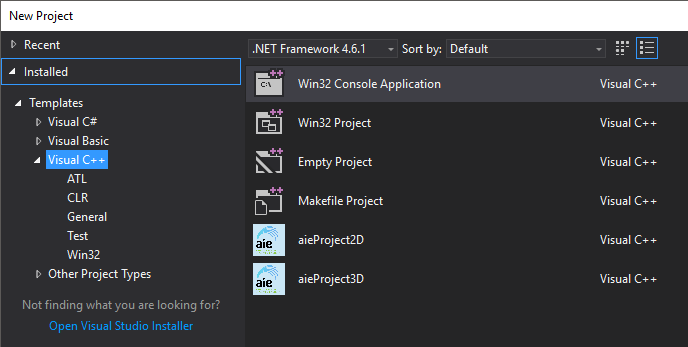 New Project
Recent
.NET Framework 4.6.1 Sort by: Default
Installed
Templates
Visual C#
Visual Basic
Visual C++
ATL
CLR
General
Test
Win32
Other Project Types
Not finding what you are looking for?
Open Visual Studio Installer
C:\ Win32 Console Application Visual C++
Win32 Project Visual C++
Empty Project Visual C++
Makefile Project Visual C++
aie aieProject2D Visual C++
aie aieProject3D Visual C++